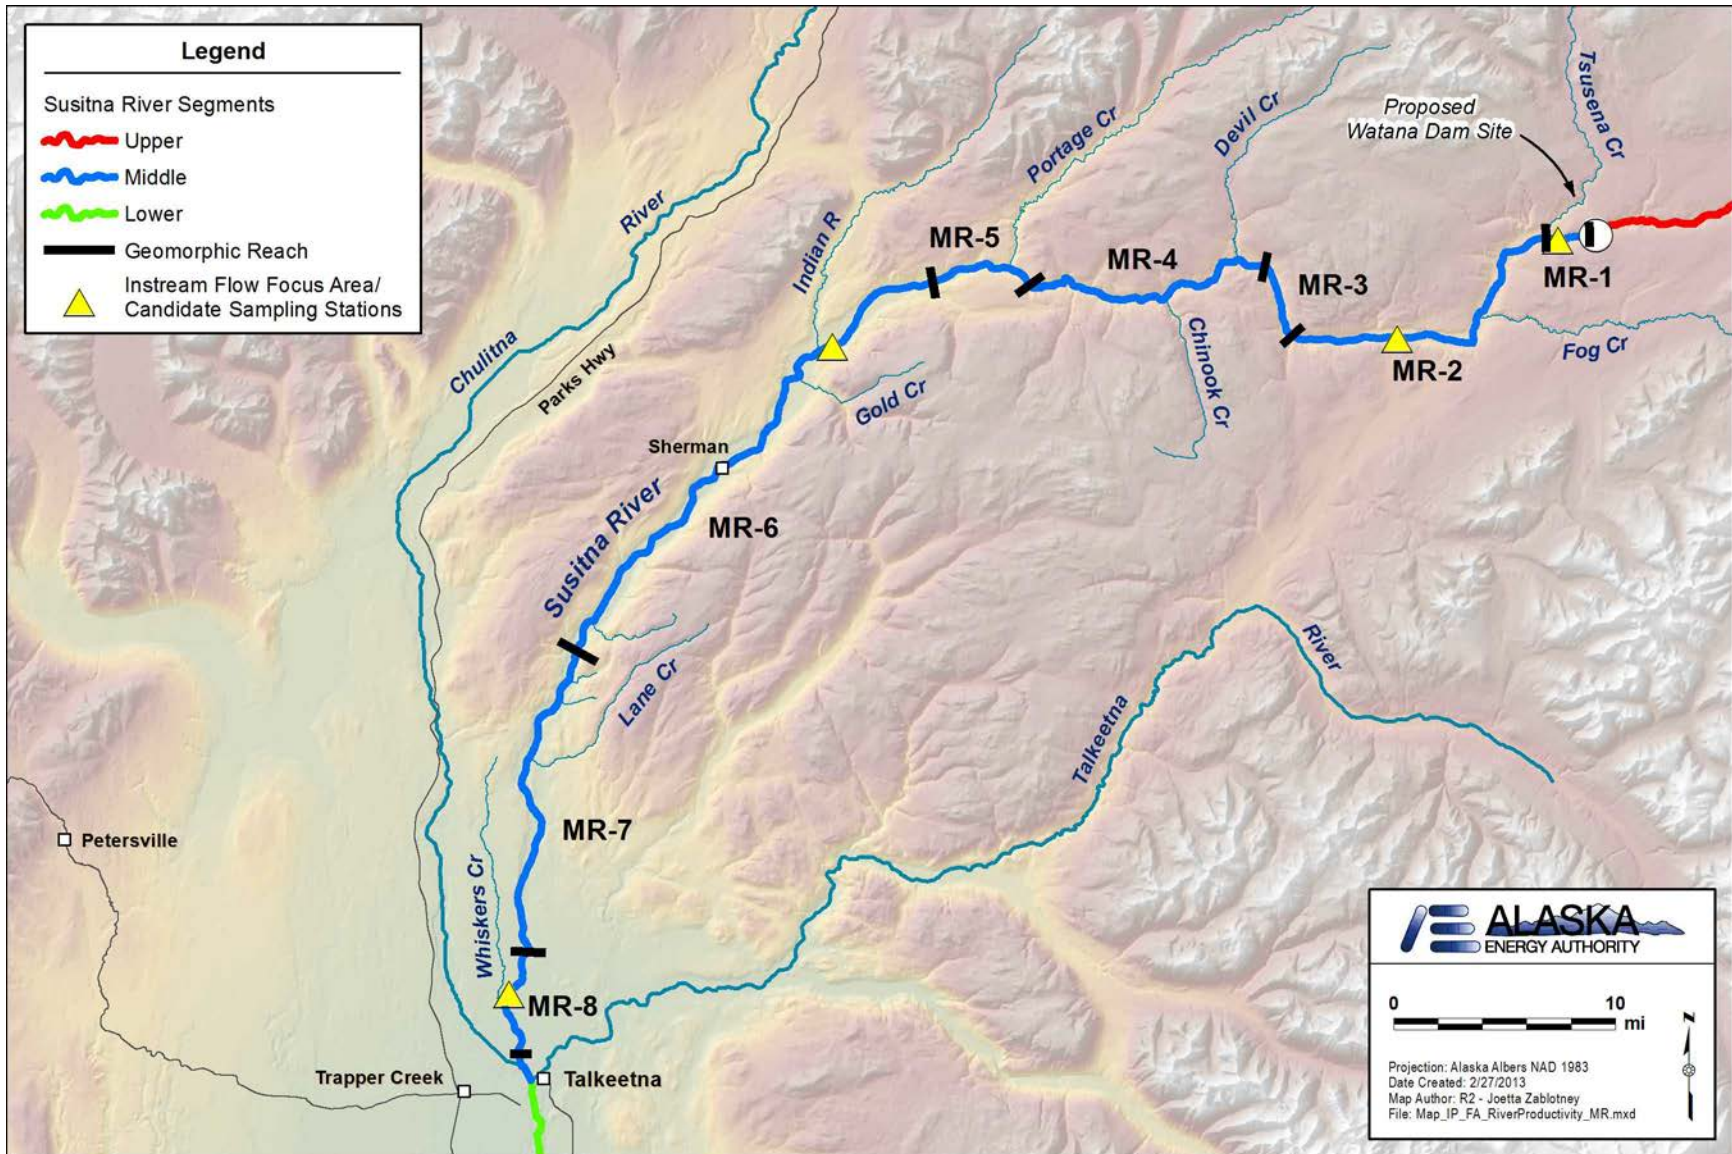 Legend
Susitna River Segments
Upper
Middle
Lower
Geomorphic Reach
Instream Flow Focus Area/
Candidate Sampling Stations
Tsusena Cr
Proposed
Watana Dam Site
Portage Cr
Devil Cr
River
Indian R
MR-5
MR-4
MR-3
MR-1
Chinook Cr
Fog Cr
MR-2
Chulitna
Parks Hwy
Gold Cr
Sherman
MR-6
Susitna River
Lane Cr
River
Talkeetna
MR-7
Petersville
Whiskers Cr
MR-8
Trapper Creek
Talkeetna
ALASKA
ENERGY AUTHORITY
0 10
mi
N
Projection: Alaska Albers NAD 1983
Date Created: 2/27/2013
Map Author: R2 - Joetta Zablotney
File: Map_IP_FA_RiverProductivity_MR.mxd